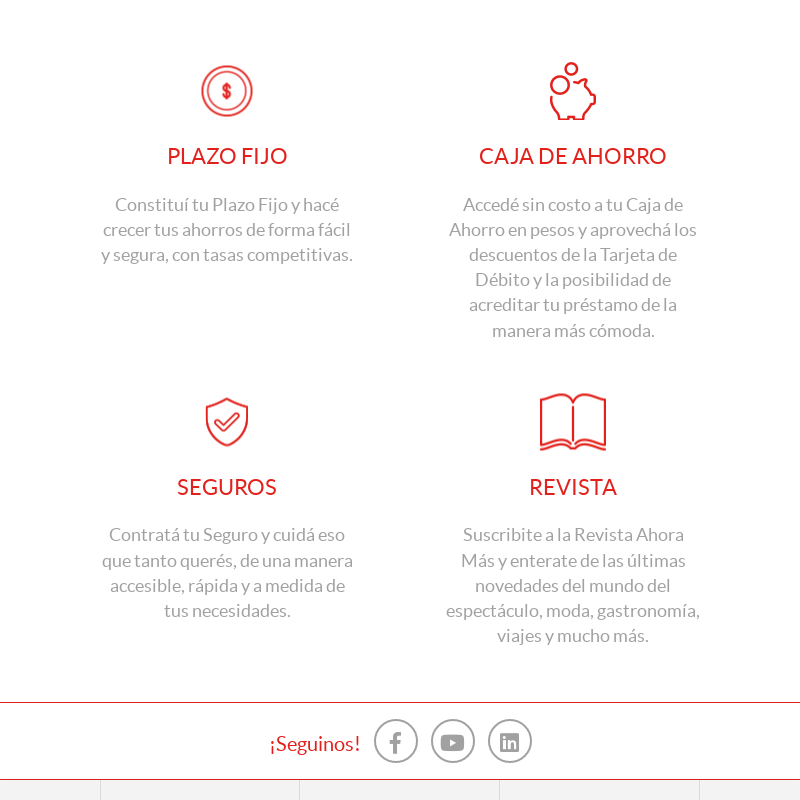 PLAZO FIJO
Constituí tu Plazo Fijo y hacé
crecer tus ahorros de forma fácil
y segura, con tasas competitivas.
CAJA DE AHORRO
Accedé sin costo a tu Caja de
Ahorro en pesos y aprovechá los
descuentos de la Tarjeta de
Débito y la posibilidad de
acreditar tu préstamo de la
manera más cómoda.
SEGUROS
Contratá tu Seguro y cuidá eso
que tanto querés, de una manera
accesible, rápida y a medida de
tus necesidades.
REVISTA
Suscribite a la Revista Ahora
Más y enterate de las últimas
novedades del mundo del
espectáculo, moda, gastronomía,
viajes y mucho más.
¡Seguinos!